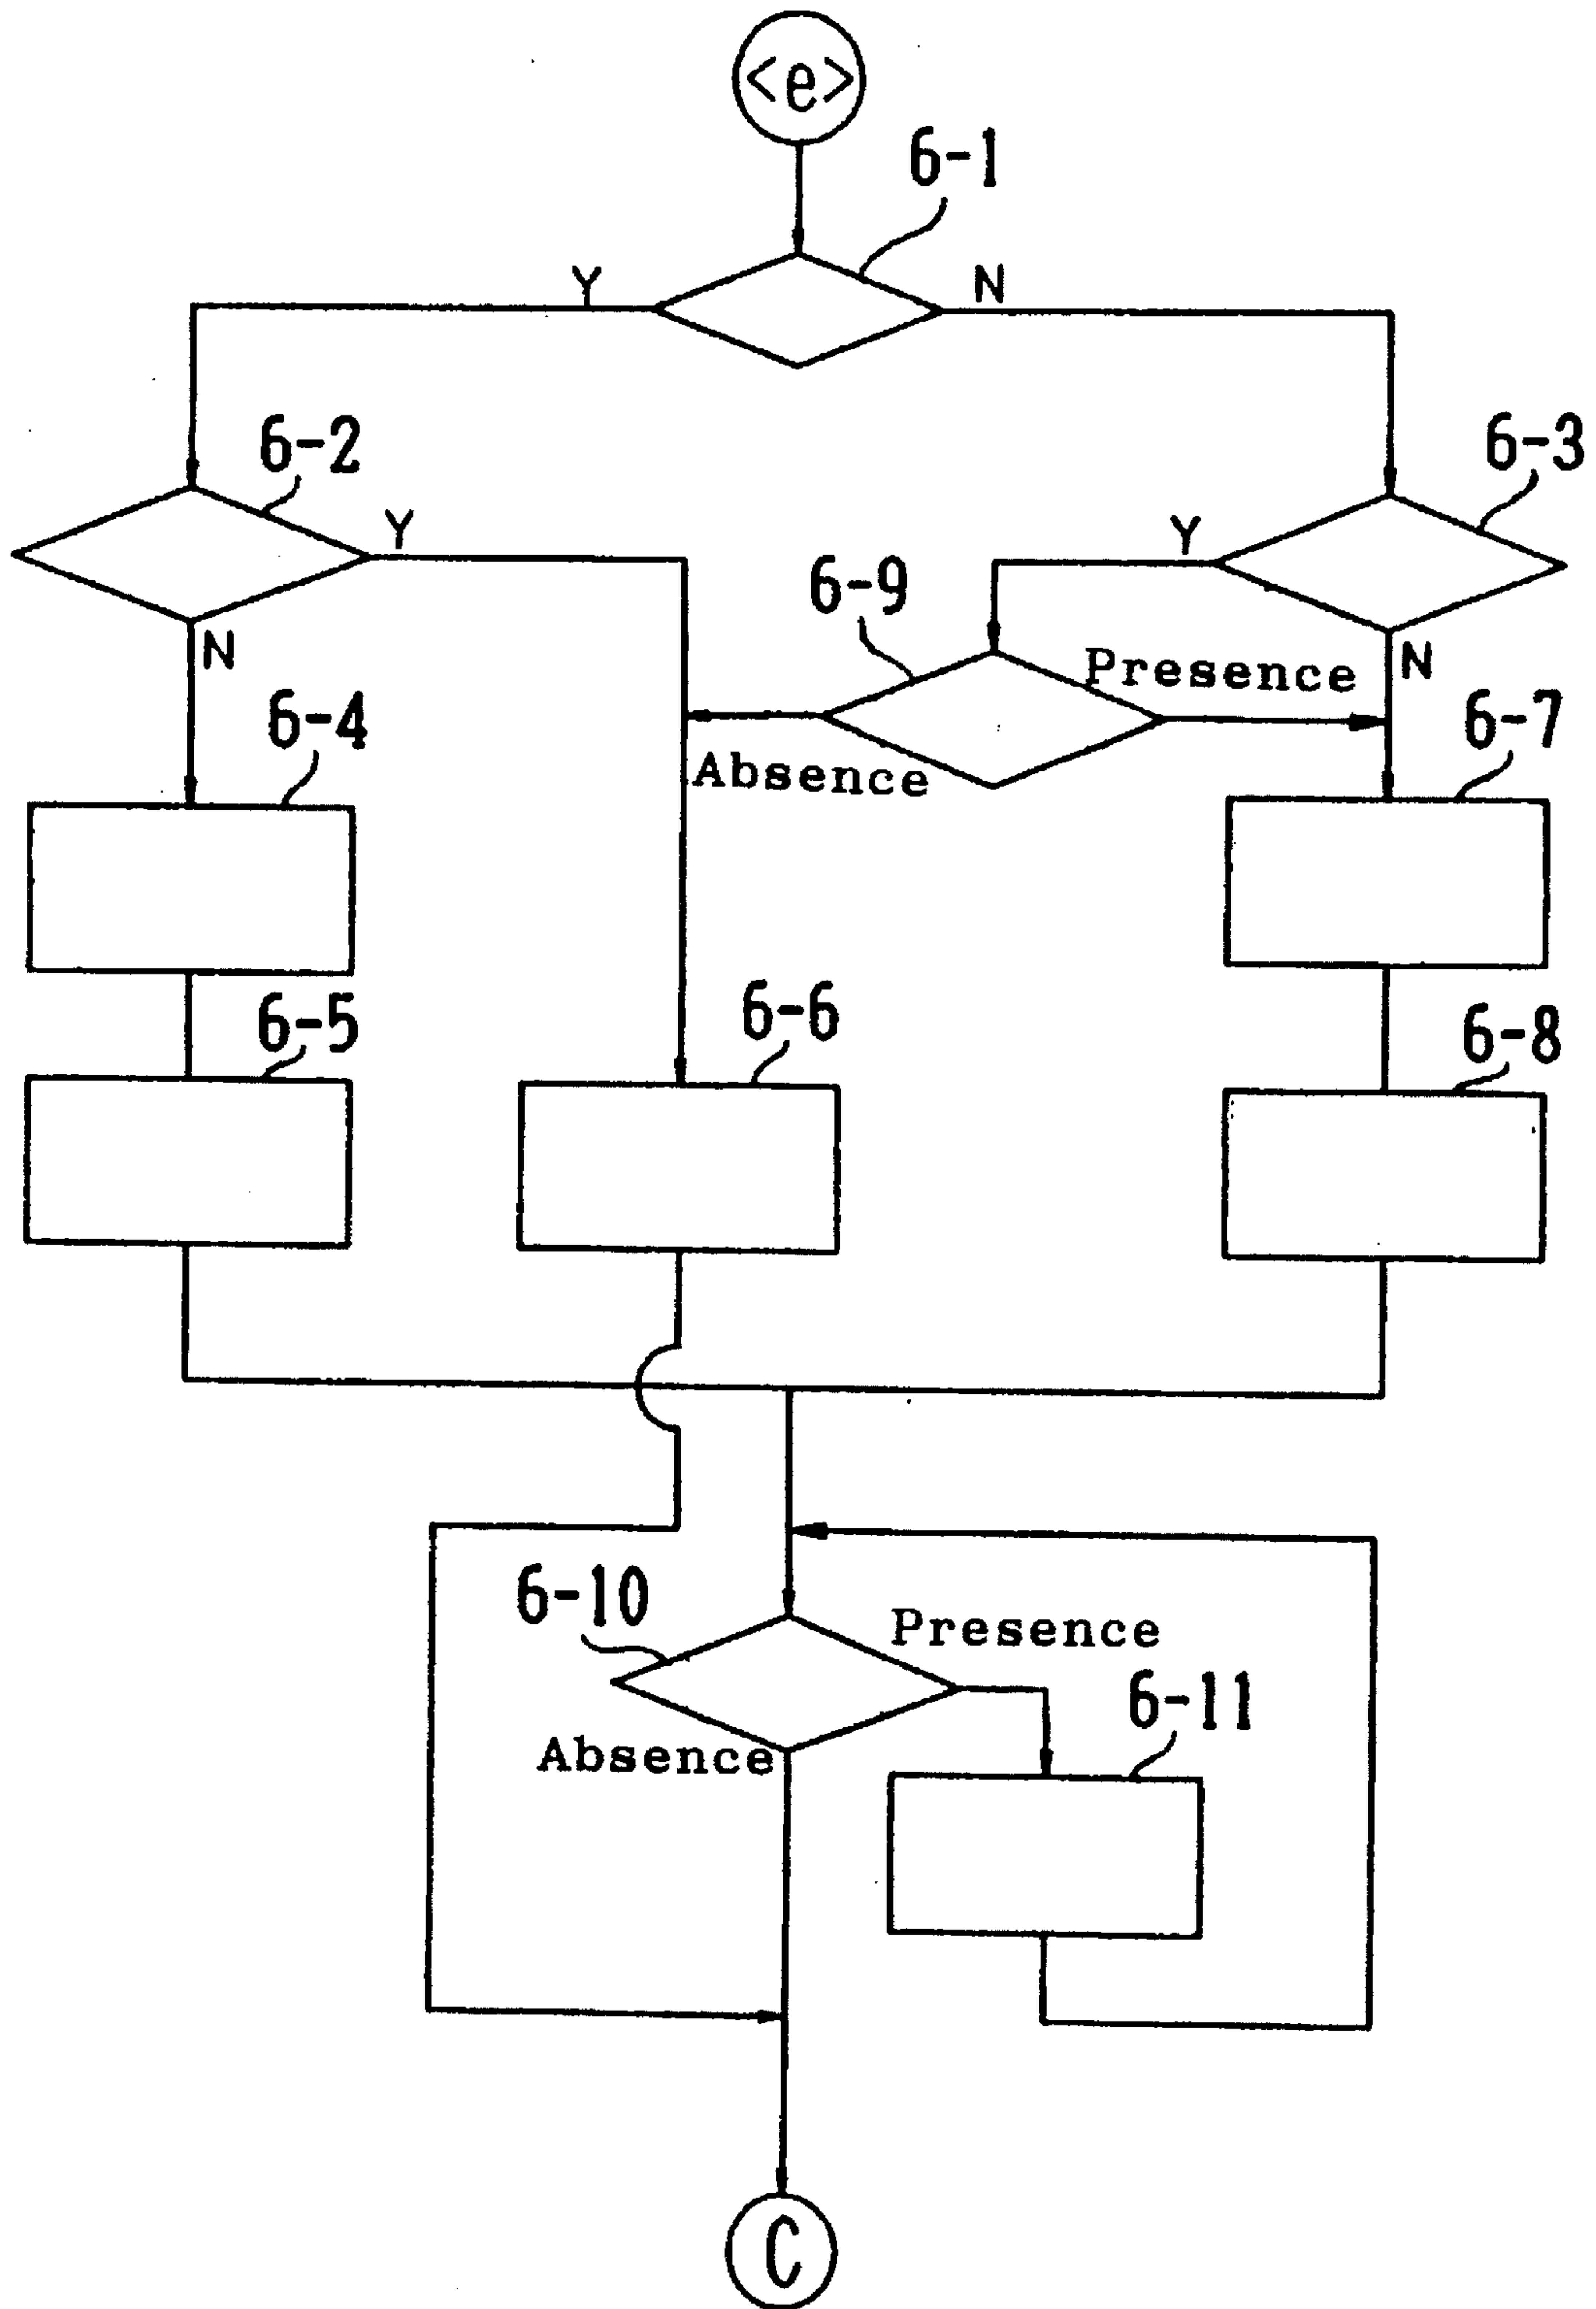 <e>
6-1
Y
N
6-2
6-3
Y
Y
6-9
N
Presence
N
6-4
6-7
Absence
6-5
6-6
6-8
6-10
Presence
6-11
Absence
C